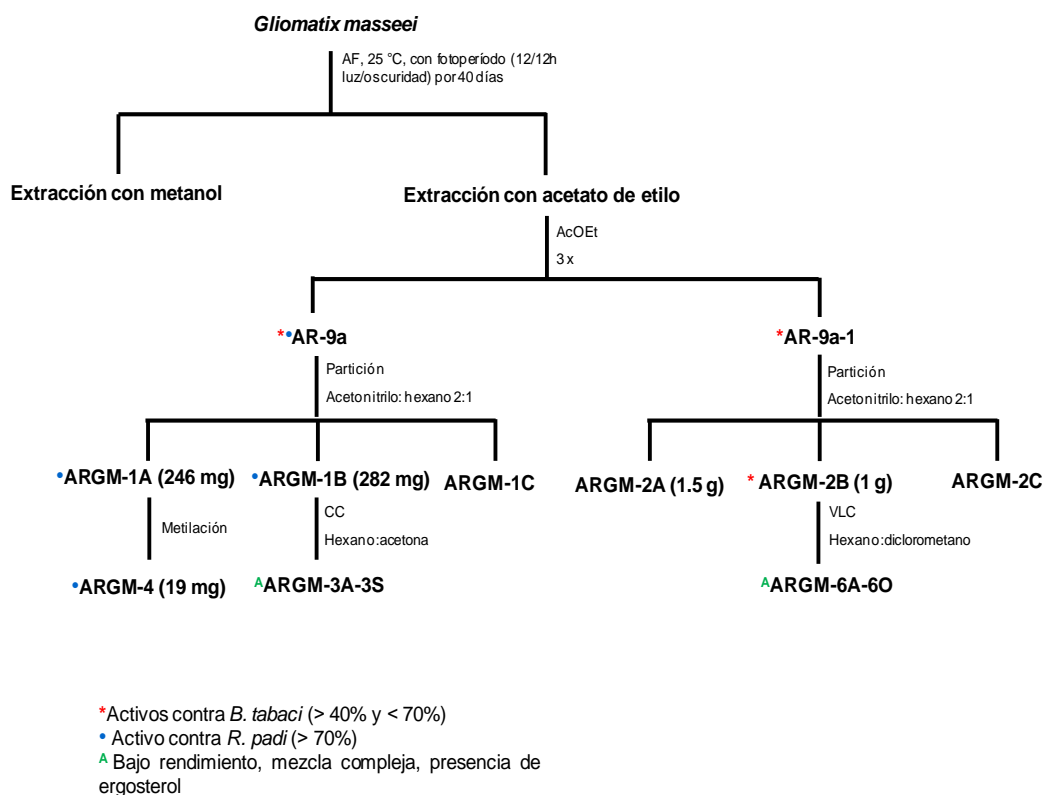 Gliomatix masseei
AF, 25 °C, con fotoperíodo (12/12h
luz/oscuridad) por 40 días
Extracción con metanol
Extracción con acetato de etilo
AcOEt
3 x
*•AR-9a
*AR-9a-1
Partición
Acetonitrilo: hexano 2:1
Partición
Acetonitrilo: hexano 2:1
•ARGM-1A (246 mg)
•ARGM-1B (282 mg)
ARGM-1C
ARGM-2A (1.5 g)
* ARGM-2B (1 g)
ARGM-2C
Metilación
CC
Hexano:acetona
VLC
Hexano:diclorometano
•ARGM-4 (19 mg)
AARGM-3A-3S
AARGM-6A-6O
*Activos contra B. tabaci (> 40% y < 70%)
• Activo contra R. padi (> 70%)
A Bajo rendimiento, mezcla compleja, presencia de
ergosterol